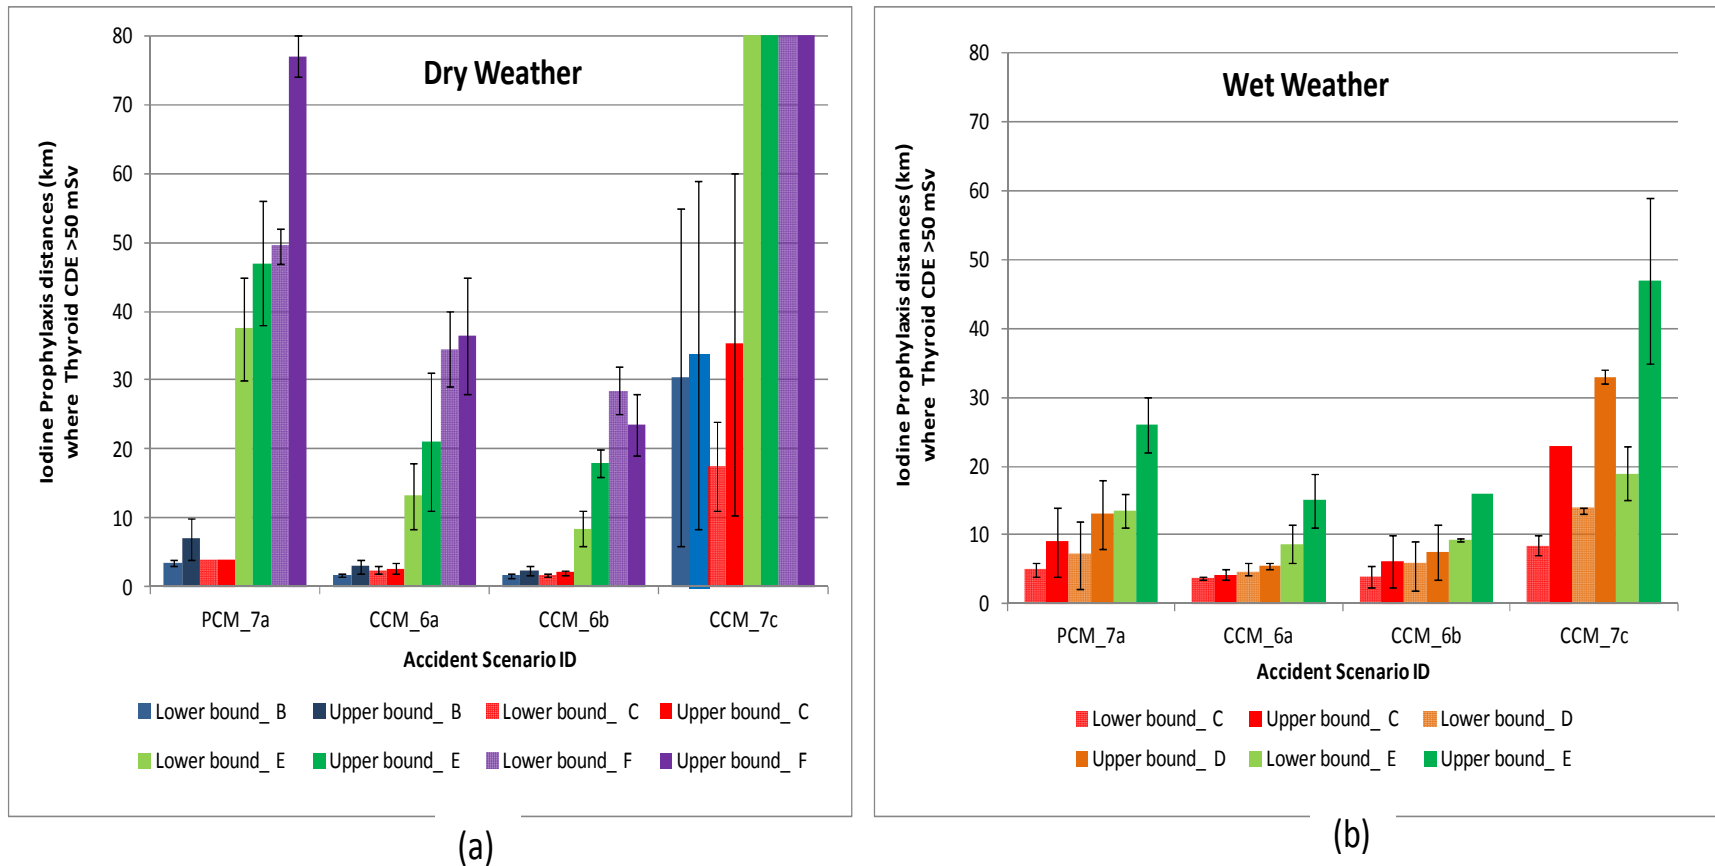 Dry Weather
Iodine Prophylaxis distances (km)
where Thyroid CDE >50 mSv
80
70
60
50
40
30
20
10
0
PCM_7a CCM_6a CCM_6b CCM_7c
Accident Scenario ID
Lower bound_ B Upper bound_ B Lower bound_ C Upper bound_ C
Lower bound_ E Upper bound_ E Lower bound_ F Upper bound_ F
(a)
Wet Weather
Iodine Prophylaxis distances (km)
where Thyroid CDE >50 mSv
80
70
60
50
40
30
20
10
0
PCM_7a CCM_6a CCM_6b CCM_7c
Accident Scenario ID
Lower bound_ C Upper bound_ C Lower bound_ D
Upper bound_ D Lower bound_ E Upper bound_ E
(b)